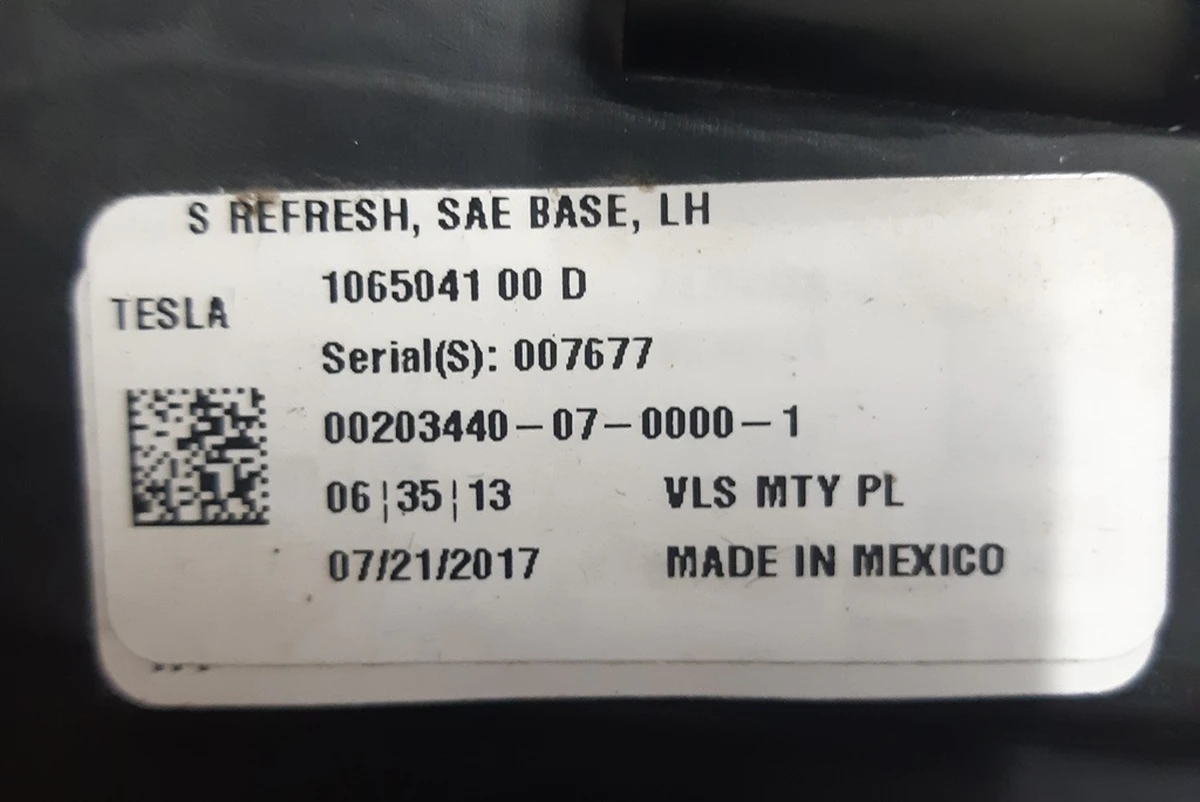 S REFRESH, SAE BASE, LH
1065041 00 D
TESLA
Serial(S): 007677
00203440-07-0000-1
06¦35¦13 VLS MTY PL
07/21/2017 MADE IN MEXICO